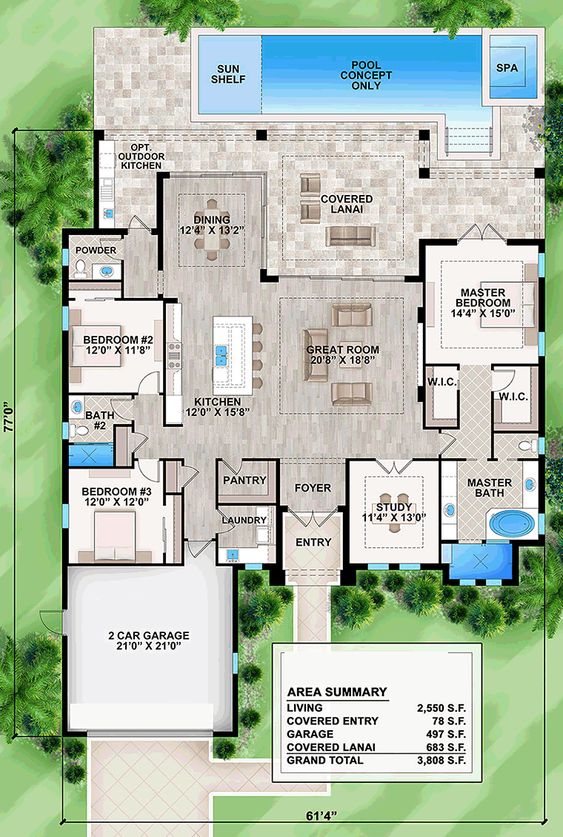 SUN
SHELF
POOL
CONCEPT
ONLY
SPA
OPT.
OUTDOOR
KITCHEN
COVERED
LANAI
DINING
12'4" X 13'2"
POWDER
MASTER
BEDROOM
14'4" X 15'0"
BEDROOM #2
12'0" X 11'8"
GREAT ROOM
20'8" X 18'8"
W.I.C.
W.I.C.
KITCHEN
12'0" X 15'8"
BATH
#2
77'0"
PANTRY
FOYER
BEDROOM #3
12'0" X 12'0"
STUDY
11'4" X 13'0"
MASTER
BATH
LAUNDRY
ENTRY
2 CAR GARAGE
21'0" X 21'0"
AREA SUMMARY
LIVING 2,550 S.F.
COVERED ENTRY 78 S.F.
GARAGE 497 S.F.
COVERED LANAI 683 S.F.
GRAND TOTAL 3,808 S.F.
61'4"